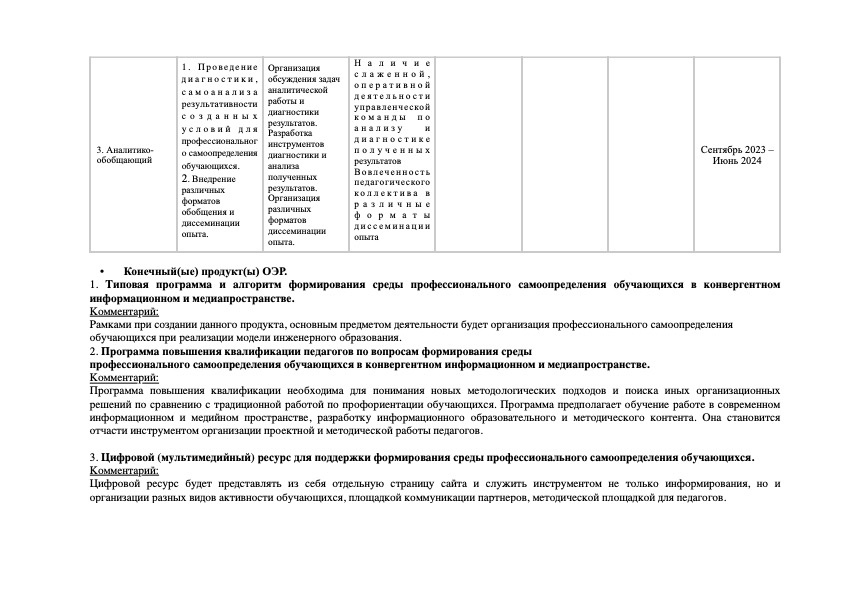 3. Аналитико-
обобщающий
1. Проведение
диагностики,
самоанализа
результативности
созданных
условий для
профессиональног
о самоопределения
обучающихся.
2. Внедрение
различных
форматов
обобщения и
диссеминации
опыта.
Организация
обсуждения задач
аналитической
работы и
диагностики
результатов.
Разработка
инструментов
диагностики и
анализа
полученных
результатов.
Организация
различных
форматов
диссеминации
опыта.
Наличие
слаженной,
оперативной
деятельности
управленческой
команды по
анализу и
диагностике
полученных
результатов
Вовлеченность
педагогического
коллектива в
различные
форматы
диссеминации
опыта
Сентябрь 2023 –
Июнь 2024
• Конечный(ые) продукт(ы) ОЭР.
1. Типовая программа и алгоритм формирования среды профессионального самоопределения обучающихся в конвергентном
информационном и медиапространстве.
Комментарий:
Рамками при создании данного продукта, основным предметом деятельности будет организация профессионального самоопределения
обучающихся при реализации модели инженерного образования.
2. Программа повышения квалификации педагогов по вопросам формирования среды
профессионального самоопределения обучающихся в конвергентном информационном и медиапространстве.
Комментарий:
Программа повышения квалификации необходима для понимания новых методологических подходов и поиска иных организационных
решений по сравнению с традиционной работой по профориентации обучающихся. Программа предполагает обучение работе в современном
информационном и медийном пространстве, разработку информационного образовательного и методического контента. Она становится
отчасти инструментом организации проектной и методической работы педагогов.
3. Цифровой (мультимедийный) ресурс для поддержки формирования среды профессионального самоопределения обучающихся.
Комментарий:
Цифровой ресурс будет представлять из себя отдельную страницу сайта и служить инструментом не только информирования, но и
организации разных видов активности обучающихся, площадкой коммуникации партнеров, методической площадкой для педагогов.